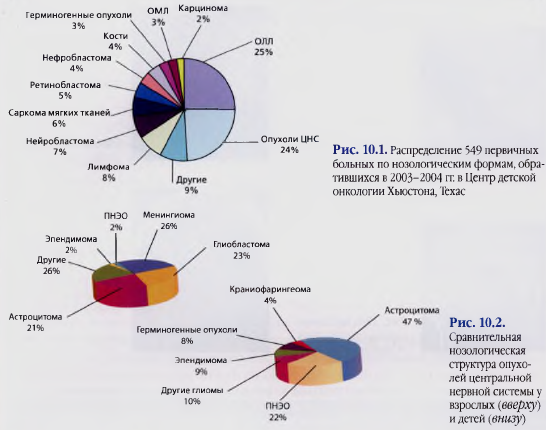 Герминогенные опухоли
3%
ОМЛ
3%
Карцинома
2%
Кости
4%
ОЛЛ
25%
Нефробластома
4%
Ретинобластома
5%
Саркома мягких тканей
6%
Нейробластома
7%
Лимфома
8%
Другие
9%
Опухоли ЦНС
24%
Рис. 10.1. Распределение 549 первичных
больных по нозологическим формам, обра-
тившихся в 2003–2004 гг. в Центр детской
онкологии Хьюстона, Техас
ПНЭО
2%
Менингиома
26%
Эпендимома
2%
Глиобластома
23%
Другие
26%
Астроцитома
21%
Краниофарингеома
4%
Астроцитома
47 %
Герминогенные опухоли
8%
Эпендимома
9%
Другие глиомы
10%
ПНЭО
22%
Рис. 10.2.
Сравнительная
нозологическая
структура опухо-
лей центральной
нервной системы у
взрослых (вверху)
и детей (внизу)